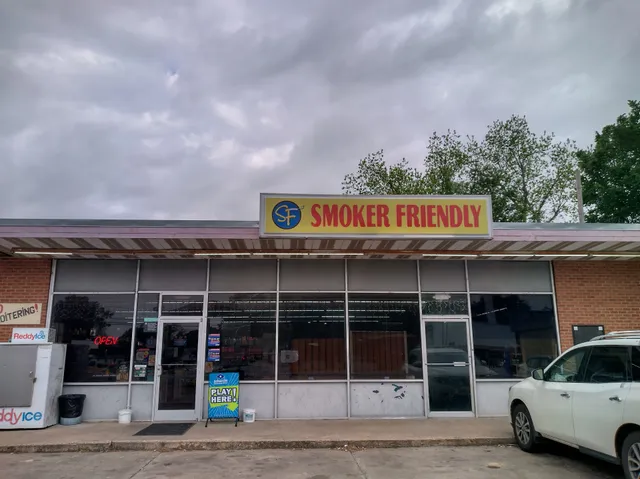 SF SMOKER FRIENDLY
OITERING!
ReddyIce
OPEN
PLAY
HERE!
ddyIce